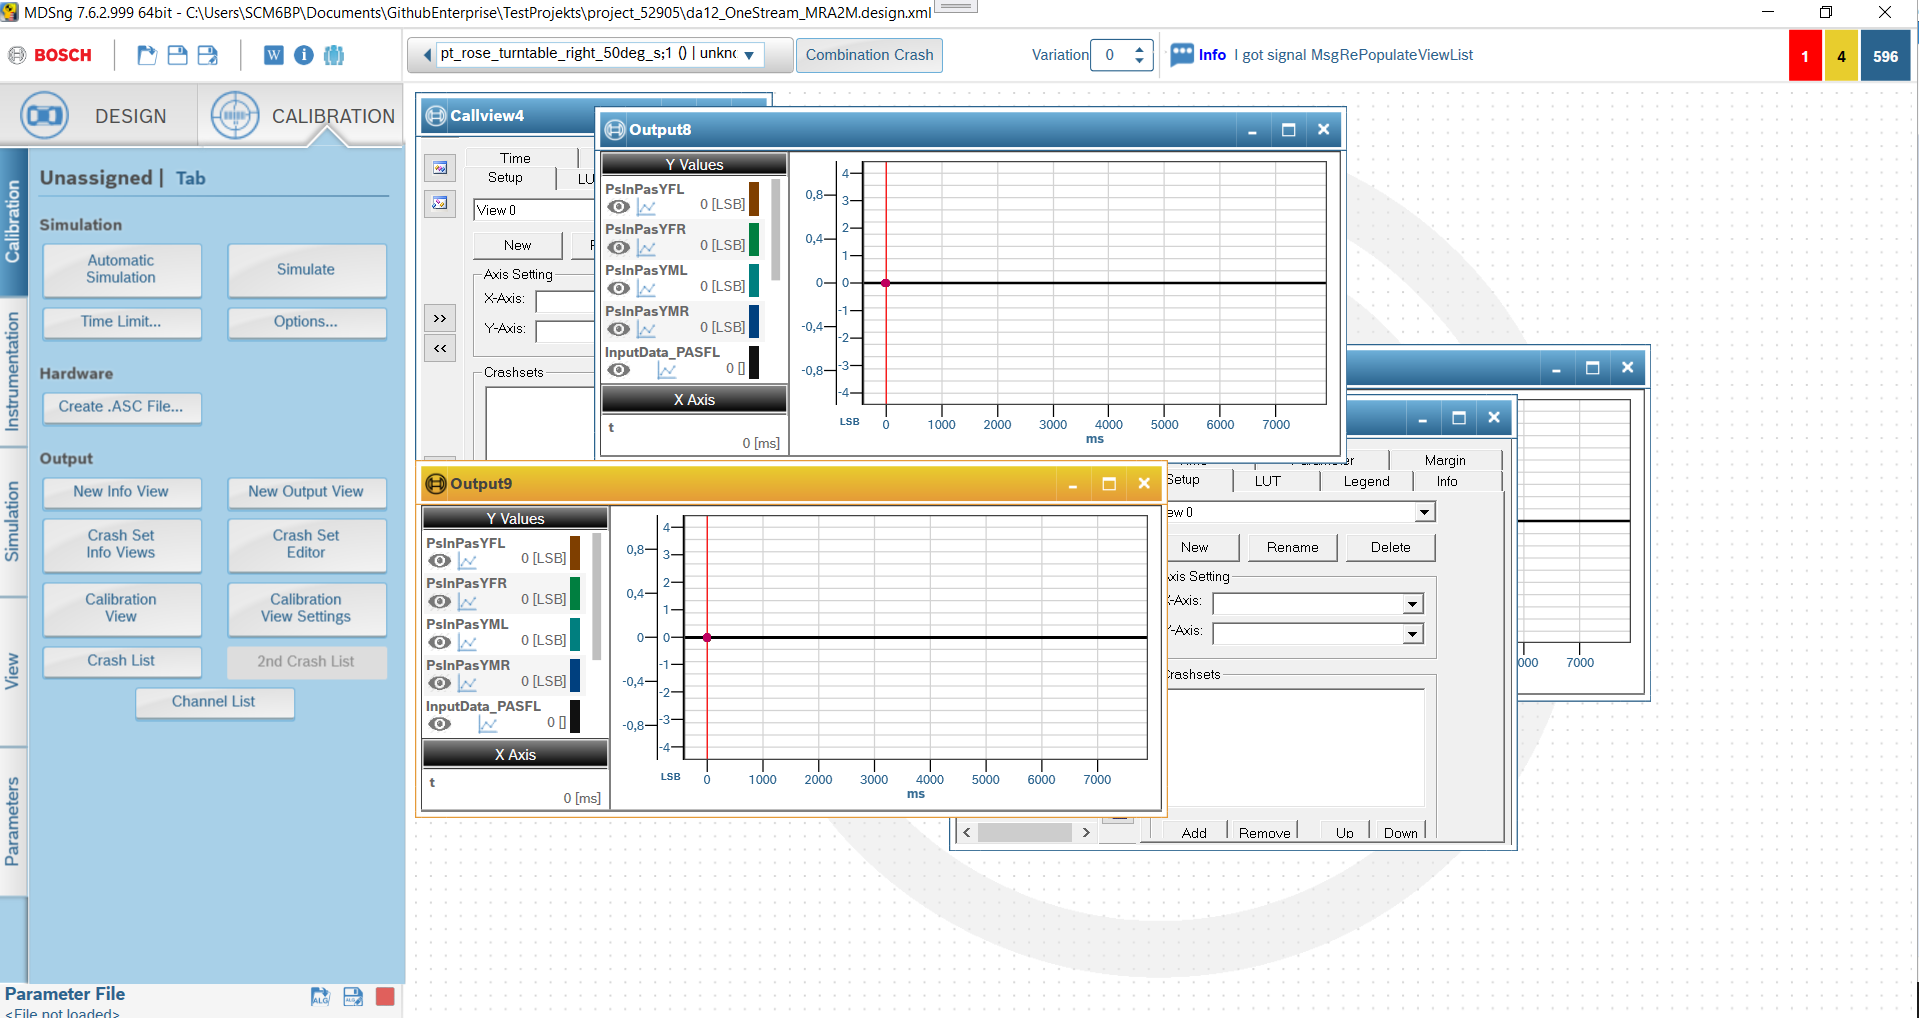 MDSng 7.6.2.999 64bit - C:\Users\SCM6BP\Documents\GithubEnterprise\TestProjekts\project_52905\da12_OneStream_MRA2M.design.xml
BOSCH
W
pt_rose_turntable_right_50deg_s;1 () | unkno
Combination Crash
Variation
0
Info
I got signal MsgRePopulateViewList
1
4
596
DESIGN
CALIBRATION
Calibration
Instrumentation
Simulation
View
Parameters
Unassigned | Tab
Simulation
Automatic
Simulation
Simulate
Time Limit...
Options...
Hardware
Create .ASC File...
Output
New Info View
New Output View
Crash Set
Info Views
Crash Set
Editor
Calibration
View
Calibration
View Settings
Crash List
2nd Crash List
Channel List
Parameter File
ALG
ALG
<File not loaded>
Callview4
Time
Setup
LU
View 0
New
Axis Setting
X-Axis:
Y-Axis:
>>
<<
Crashsets
Output8
Y Values
PsInPasYFL
0 [LSB]
PsInPasYFR
0 [LSB]
PsInPasYML
0 [LSB]
PsInPasYMR
0 [LSB]
InputData_PASFL
0 []
X Axis
t
0 [ms]
0,8
0,4
0
-0,4
-0,8
4
3
2
1
0
-1
-2
-3
-4
LSB
0 1000 2000 3000 4000 5000 6000 7000
ms
Output9
Y Values
PsInPasYFL
0 [LSB]
PsInPasYFR
0 [LSB]
PsInPasYML
0 [LSB]
PsInPasYMR
0 [LSB]
InputData_PASFL
0 []
X Axis
t
0 [ms]
0,8
0,4
0
-0,4
-0,8
4
3
2
1
0
-1
-2
-3
-4
LSB
0 1000 2000 3000 4000 5000 6000 7000
ms
Margin
Setup
LUT
Legend
Info
ew 0
New
Rename
Delete
Axis Setting
X-Axis:
Y-Axis:
Crashsets
Add
Remove
Up
Down
000 7000